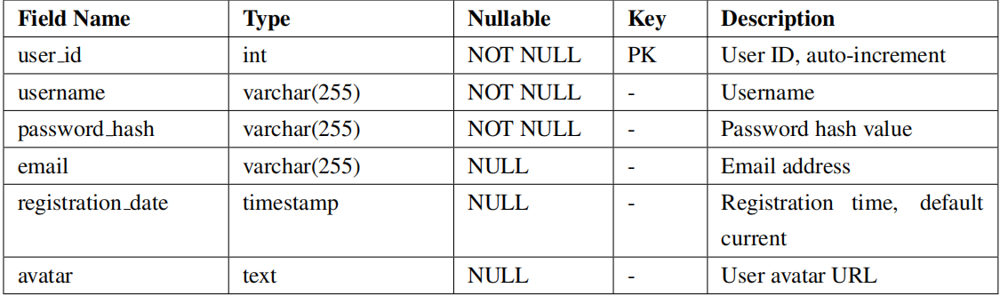 Field Name Type Nullable Key Description
user_id int NOT NULL PK User ID, auto-increment
username varchar(255) NOT NULL - Username
password_hash varchar(255) NOT NULL - Password hash value
email varchar(255) NULL - Email address
registration_date timestamp NULL - Registration time, default
current
avatar text NULL - User avatar URL